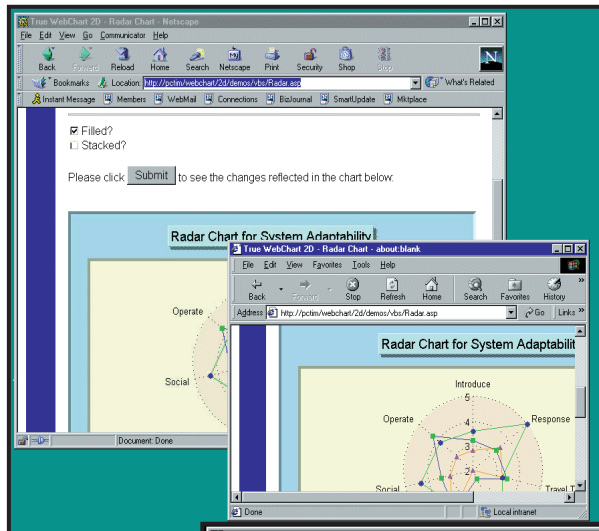 True WebChart 2D - Radar Chart - Netscape
File Edit View Go Communicator Help
Back Forward Reload Home Search Netscape Print Security Shop Stop
Bookmarks Location: http://pctim/webchart/2d/demos/vbs/Radar.asp What's Related
Instant Message Members WebMail Connections BizJournal SmartUpdate Mktplace
Filled?
Stacked?
Please click Submit to see the changes reflected in the chart below:
Radar Chart for System Adaptability
Operate
Social
Document: Done
True WebChart 2D - Radar Chart - about:blank
File Edit View Favorites Tools Help
Back Forward Stop Refresh Home Search Favorites History »
Address http://pctim/webchart/2d/demos/vbs/Radar.asp Go Links »
Radar Chart for System Adaptabilit
Introduce
5
Operate Response
4
3
2
Social Travel T
Done Local intranet